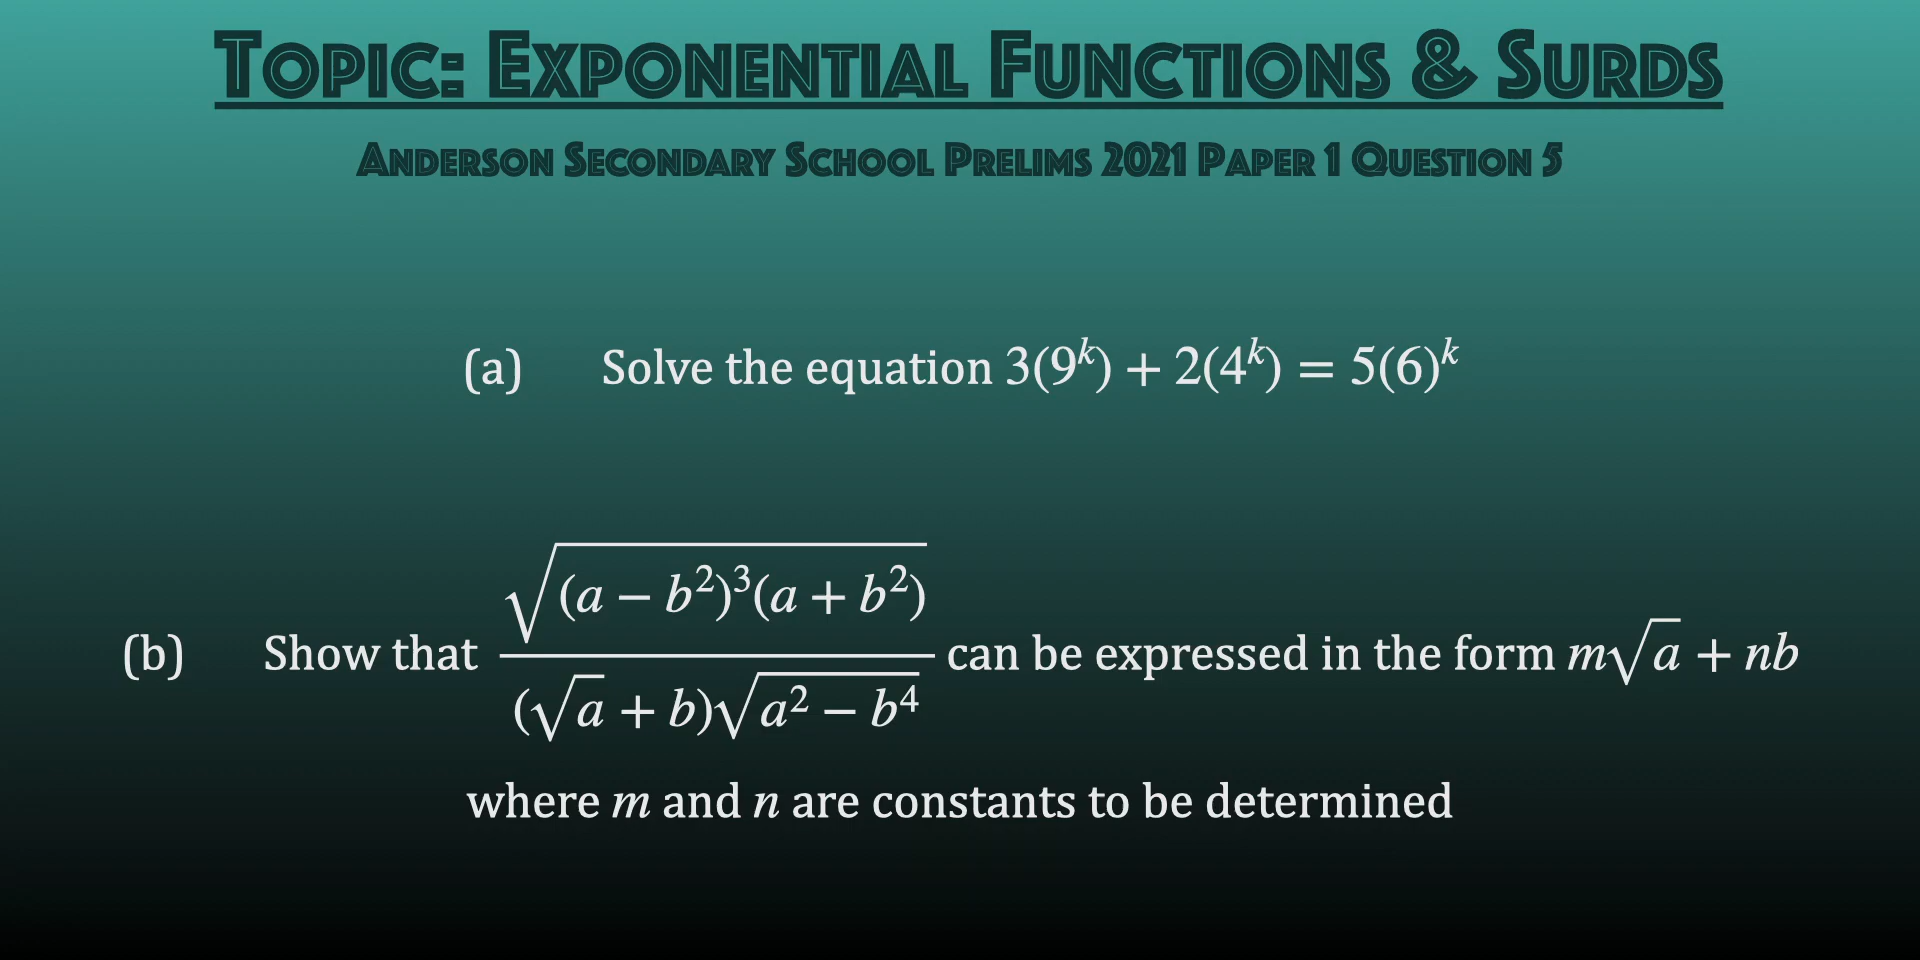 Topic: Exponential Functions & Surds
Anderson Secondary School Prelims 2021 Paper 1 Question 5
(a) Solve the equation 3(9^k) + 2(4^k) = 5(6)^k
(b) Show that √((a − b²)³(a + b²)) / ((√a + b)√(a² − b⁴)) can be expressed in the form m√a + nb
where m and n are constants to be determined